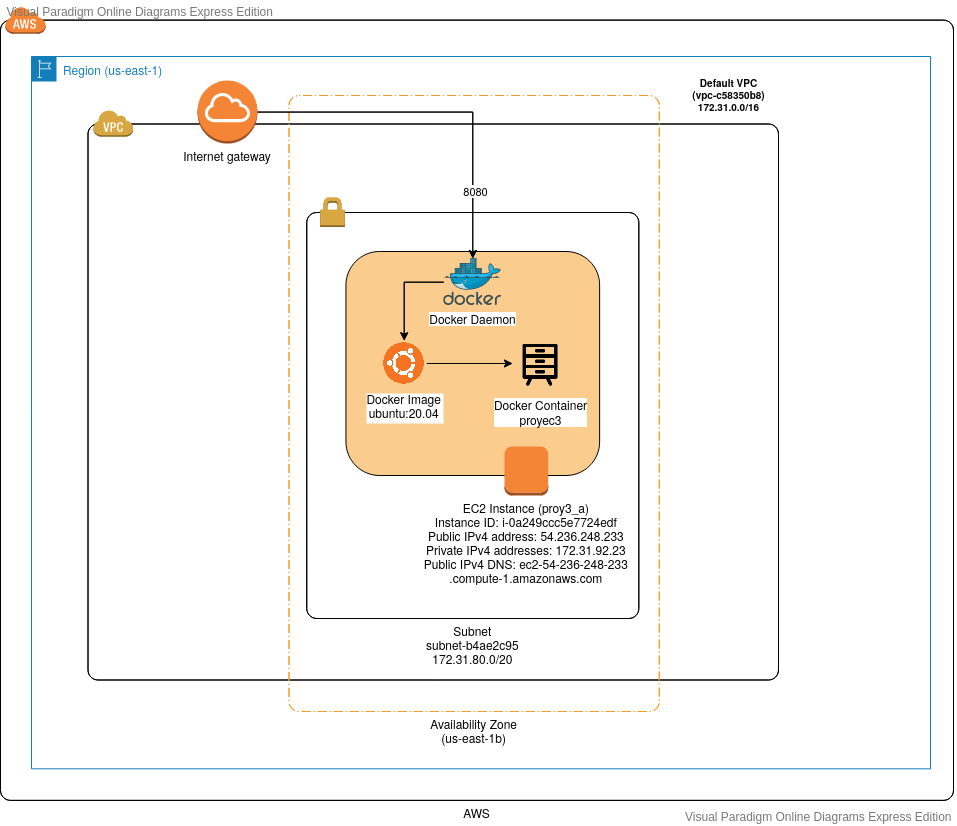 Visual Paradigm Online Diagrams Express Edition
AWS
Region (us-east-1)
Default VPC
(vpc-c58350b8)
172.31.0.0/16
VPC
Internet gateway
8080
docker
Docker Daemon
Docker Image
ubuntu:20.04
Docker Container
proyec3
EC2 Instance (proy3_a)
Instance ID: i-0a249ccc5e7724edf
Public IPv4 address: 54.236.248.233
Private IPv4 addresses: 172.31.92.23
Public IPv4 DNS: ec2-54-236-248-233
.compute-1.amazonaws.com
Subnet
subnet-b4ae2c95
172.31.80.0/20
Availability Zone
(us-east-1b)
AWS
Visual Paradigm Online Diagrams Express Edition